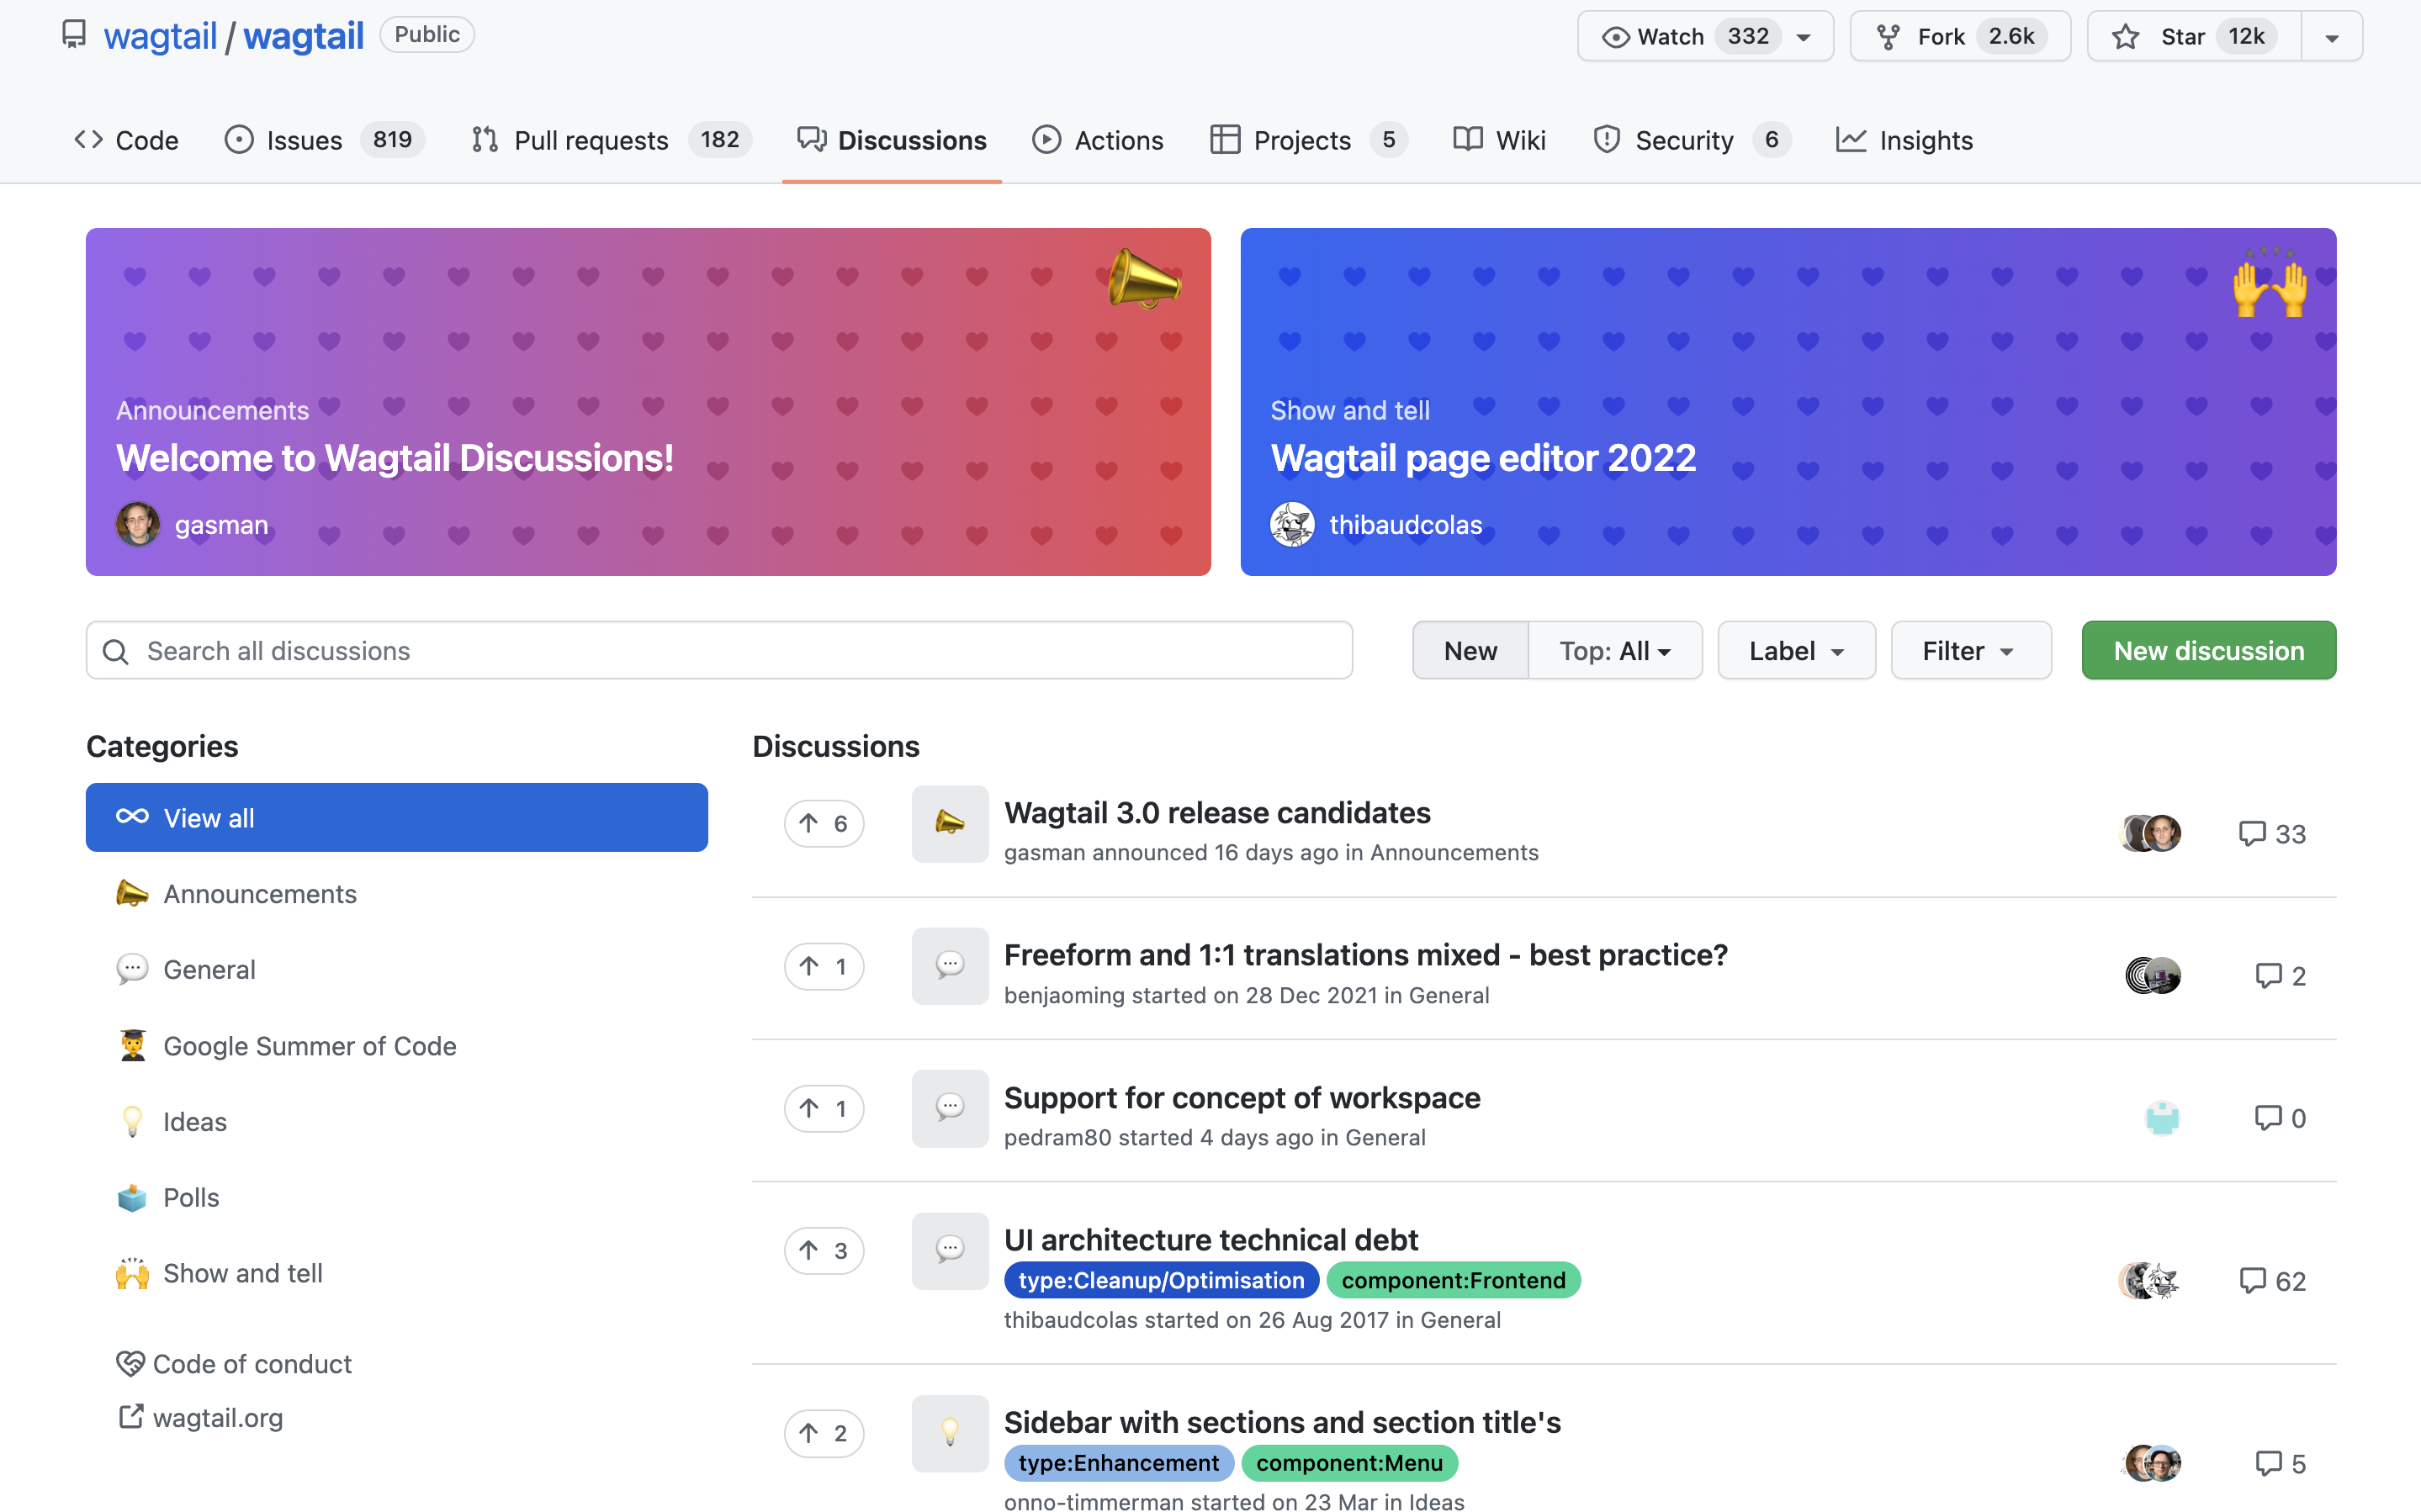 wagtail / wagtail Public
Watch 332 Fork 2.6k Star 12k
Code Issues 819 Pull requests 182 Discussions Actions Projects 5 Wiki Security 6 Insights
Announcements
Welcome to Wagtail Discussions!
gasman
Show and tell
Wagtail page editor 2022
thibaudcolas
Search all discussions
New Top: All Label Filter New discussion
Categories
View all
Announcements
General
Google Summer of Code
Ideas
Polls
Show and tell
Code of conduct
wagtail.org
Discussions
6 Wagtail 3.0 release candidates 33
gasman announced 16 days ago in Announcements
1 Freeform and 1:1 translations mixed - best practice? 2
benjaoming started on 28 Dec 2021 in General
1 Support for concept of workspace 0
pedram80 started 4 days ago in General
3 UI architecture technical debt 62
type:Cleanup/Optimisation component:Frontend
thibaudcolas started on 26 Aug 2017 in General
2 Sidebar with sections and section title's 5
type:Enhancement component:Menu
onno-timmerman started on 23 Mar in Ideas